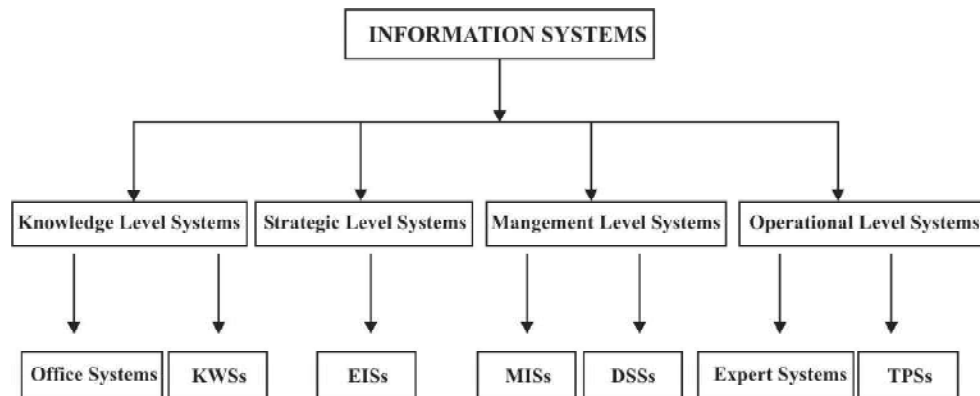 INFORMATION SYSTEMS
Knowledge Level Systems
Strategic Level Systems
Mangement Level Systems
Operational Level Systems
Office Systems
KWSs
EISs
MISs
DSSs
Expert Systems
TPSs